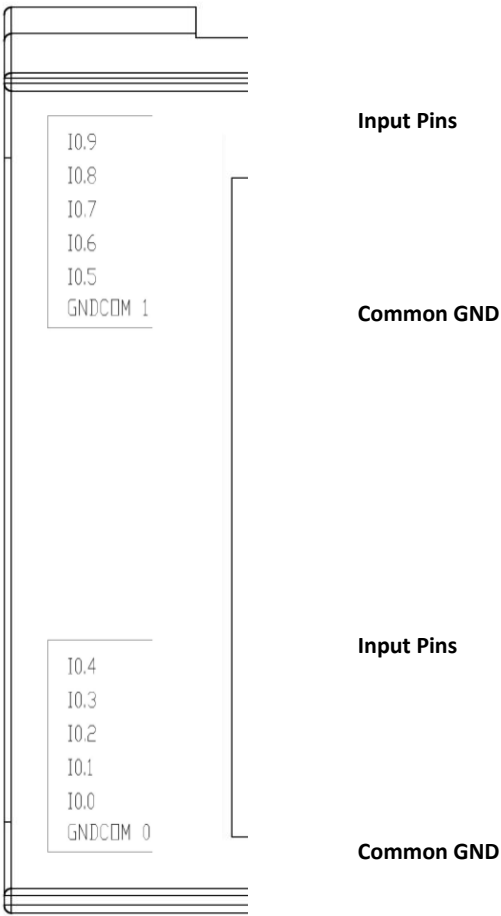 Input Pins
I0.9
I0.8
I0.7
I0.6
I0.5
GNDCOM 1
Common GND
Input Pins
I0.4
I0.3
I0.2
I0.1
I0.0
GNDCOM 0
Common GND